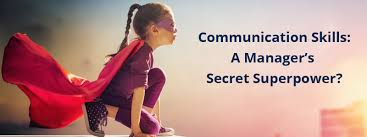 Communication Skills:
A Manager's
Secret Superpower?